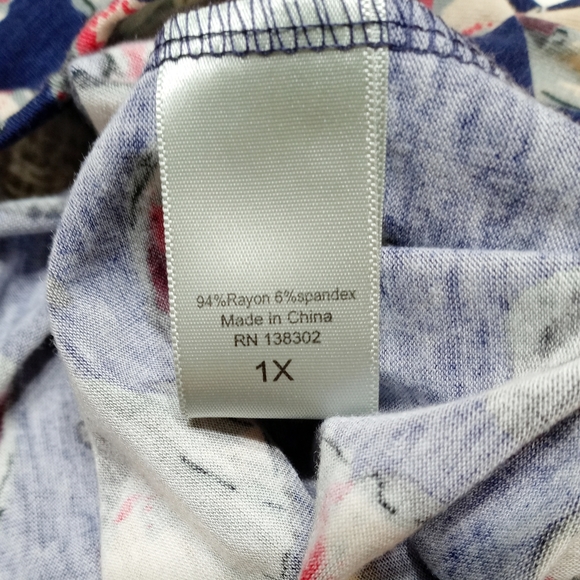 94%Rayon 6%spandex
Made in China
RN 138302
1X